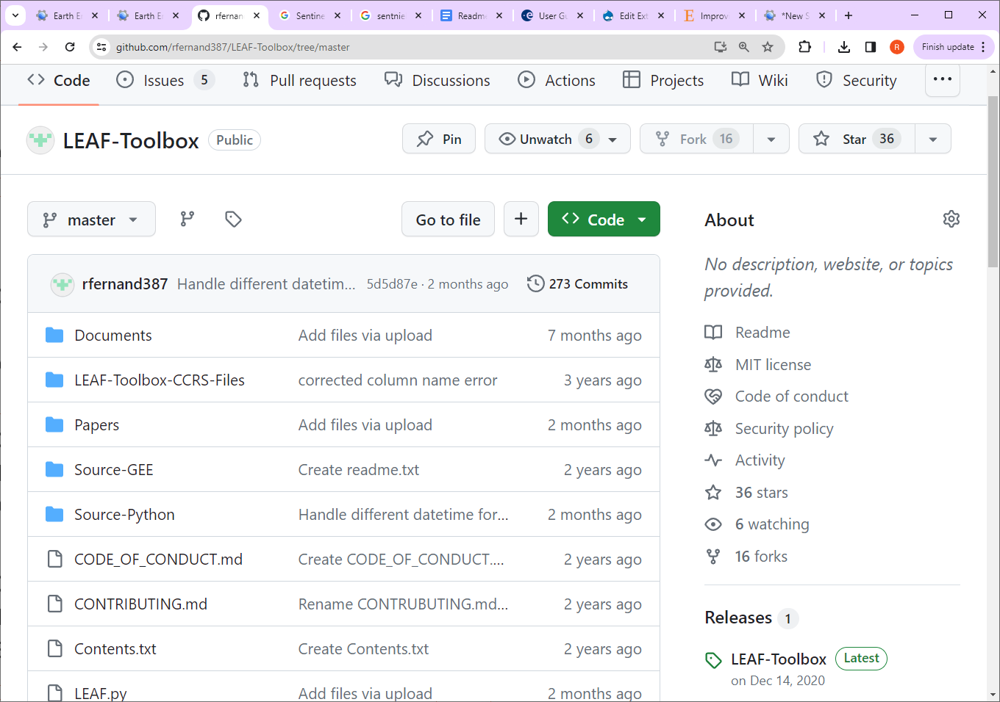 Earth E
Earth E
rfernan
Sentine
sentnie
Readm
User Gu
Edit Ext
Improv
*New S
github.com/rfernand387/LEAF-Toolbox/tree/master
R
Finish update
Code
Issues 5
Pull requests
Discussions
Actions
Projects
Wiki
Security
LEAF-Toolbox Public
Pin
Unwatch 6
Fork 16
Star 36
master
Go to file
+
Code
About
No description, website, or topics
provided.
rfernand387 Handle different datetim... 5d5d87e · 2 months ago 273 Commits
Documents Add files via upload 7 months ago
LEAF-Toolbox-CCRS-Files corrected column name error 3 years ago
Papers Add files via upload 2 months ago
Source-GEE Create readme.txt 2 years ago
Source-Python Handle different datetime for... 2 months ago
CODE_OF_CONDUCT.md Create CODE_OF_CONDUCT.... 2 years ago
CONTRIBUTING.md Rename CONTRUBUTING.md... 2 years ago
Contents.txt Create Contents.txt 2 years ago
LEAF.py Add files via upload 2 months ago
Readme
MIT license
Code of conduct
Security policy
Activity
36 stars
6 watching
16 forks
Releases 1
LEAF-Toolbox Latest
on Dec 14, 2020